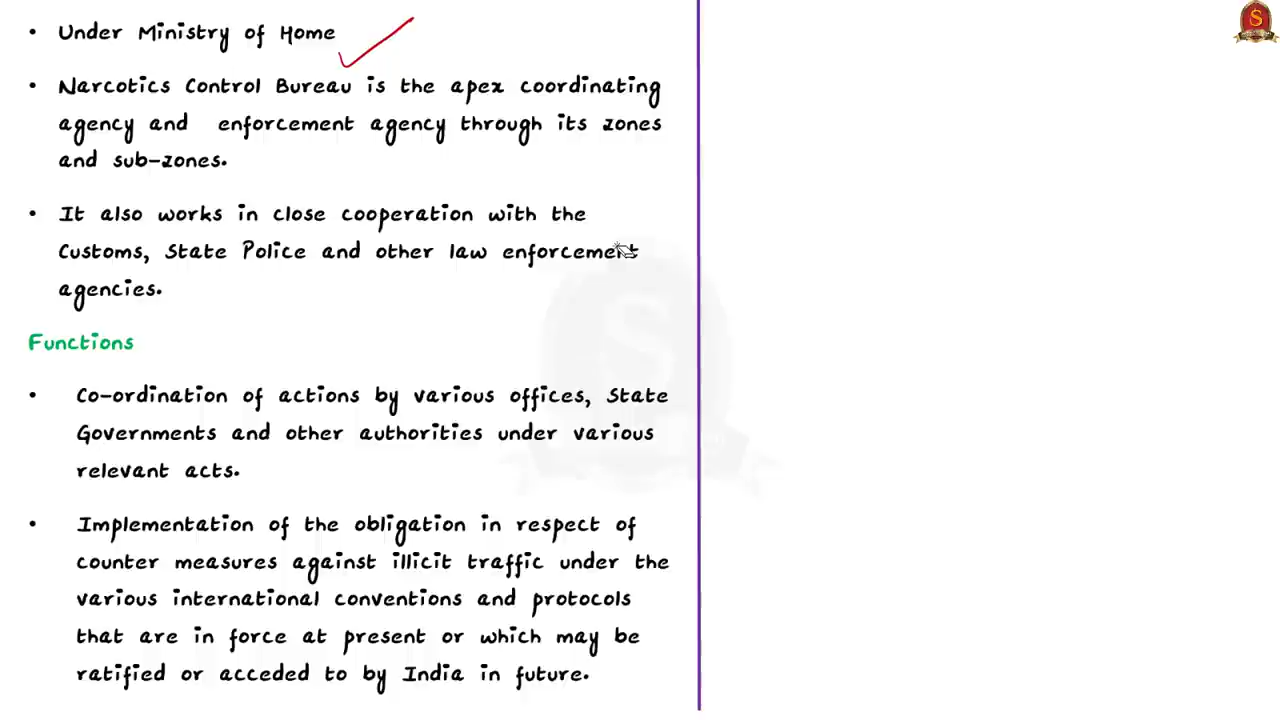 • Under Ministry of Home
• Narcotics Control Bureau is the apex coordinating
agency and enforcement agency through its zones
and sub-zones.
• It also works in close cooperation with the
Customs, State Police and other law enforcement
agencies.
Functions
• Co-ordination of actions by various offices, State
Governments and other authorities under various
relevant acts.
• Implementation of the obligation in respect of
counter measures against illicit traffic under the
various international conventions and protocols
that are in force at present or which may be
ratified or acceded to by India in future.